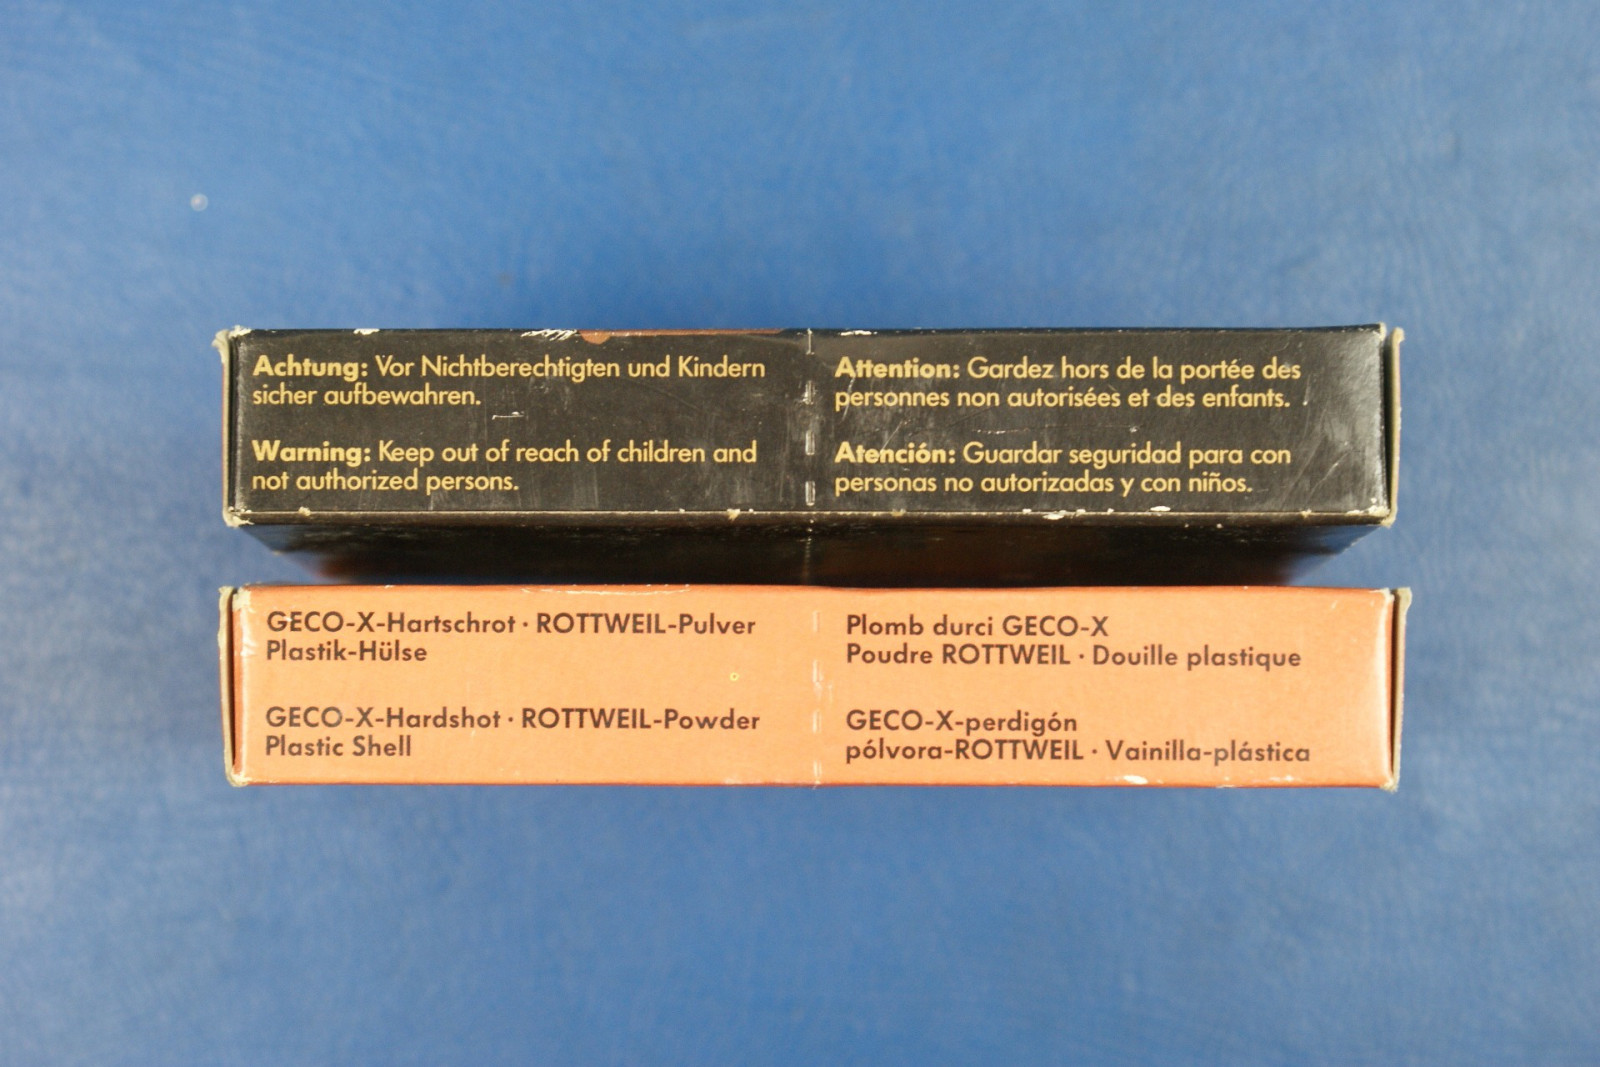 Achtung: Vor Nichtberechtigten und Kindern
sicher aufbewahren.
Warning: Keep out of reach of children and
not authorized persons.
Attention: Gardez hors de la portée des
personnes non autorisées et des enfants.
Atención: Guardar seguridad para con
personas no autorizadas y con niños.
GECO-X-Hartschrot · ROTTWEIL-Pulver
Plastik-Hülse
GECO-X-Hardshot · ROTTWEIL-Powder
Plastic Shell
Plomb durci GECO-X
Poudre ROTTWEIL · Douille plastique
GECO-X-perdigón
pólvora-ROTTWEIL · Vainilla-plástica